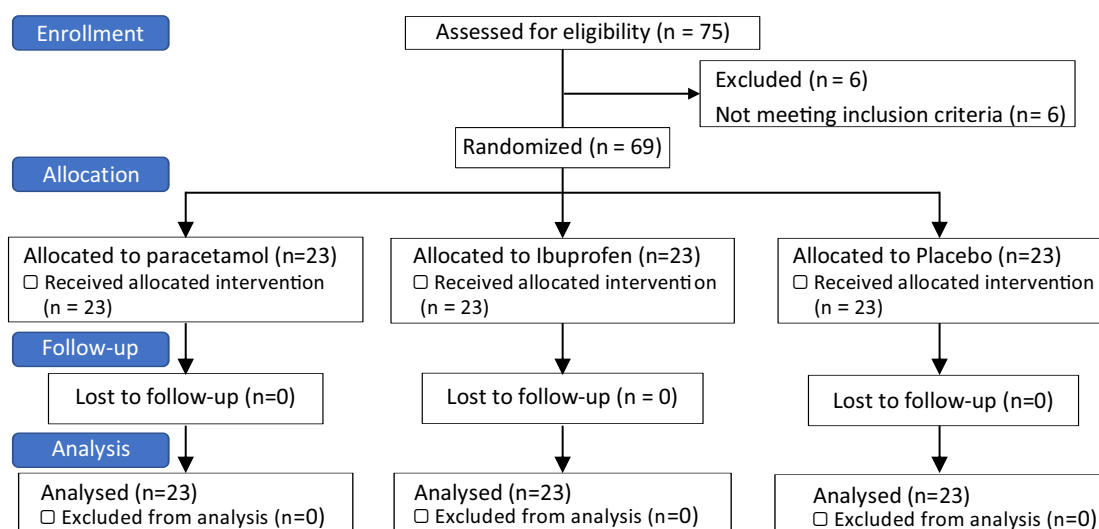 Enrollment
Assessed for eligibility (n = 75)
Excluded (n = 6)
Not meeting inclusion criteria (n= 6)
Randomized (n = 69)
Allocation
Allocated to paracetamol (n=23)
▢ Received allocated intervention
(n = 23)
Allocated to Ibuprofen (n=23)
▢ Received allocated intervention
(n = 23)
Allocated to Placebo (n=23)
▢ Received allocated intervention
(n = 23)
Follow-up
Lost to follow-up (n=0)
Lost to follow-up (n = 0)
Lost to follow-up (n=0)
Analysis
Analysed (n=23)
▢ Excluded from analysis (n=0)
Analysed (n=23)
▢ Excluded from analysis (n=0)
Analysed (n=23)
▢ Excluded from analysis (n=0)